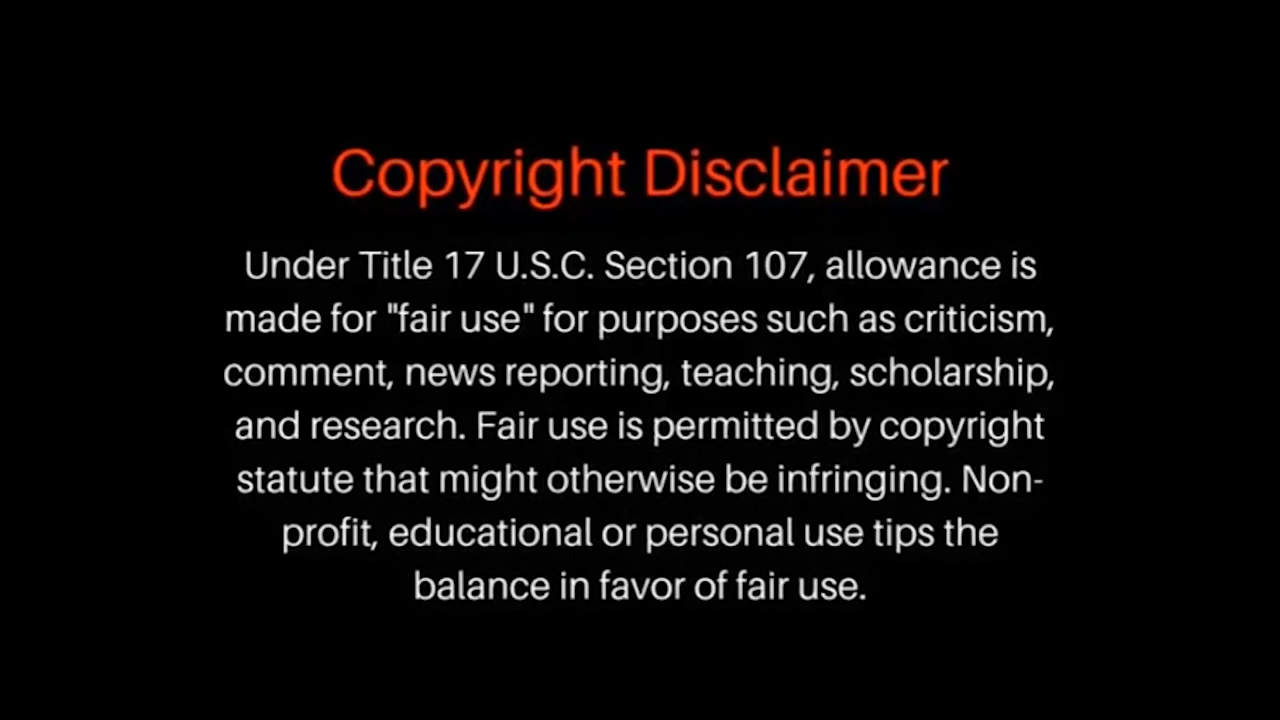 Copyright Disclaimer
Under Title 17 U.S.C. Section 107, allowance is
made for "fair use" for purposes such as criticism,
comment, news reporting, teaching, scholarship,
and research. Fair use is permitted by copyright
statute that might otherwise be infringing. Non-
profit, educational or personal use tips the
balance in favor of fair use.